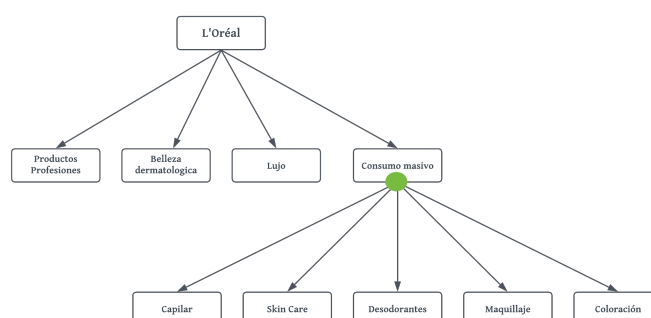 L'Oréal
Productos
Profesiones
Belleza
dermatologica
Lujo
Consumo masivo
Capilar
Skin Care
Desodorantes
Maquillaje
Coloración